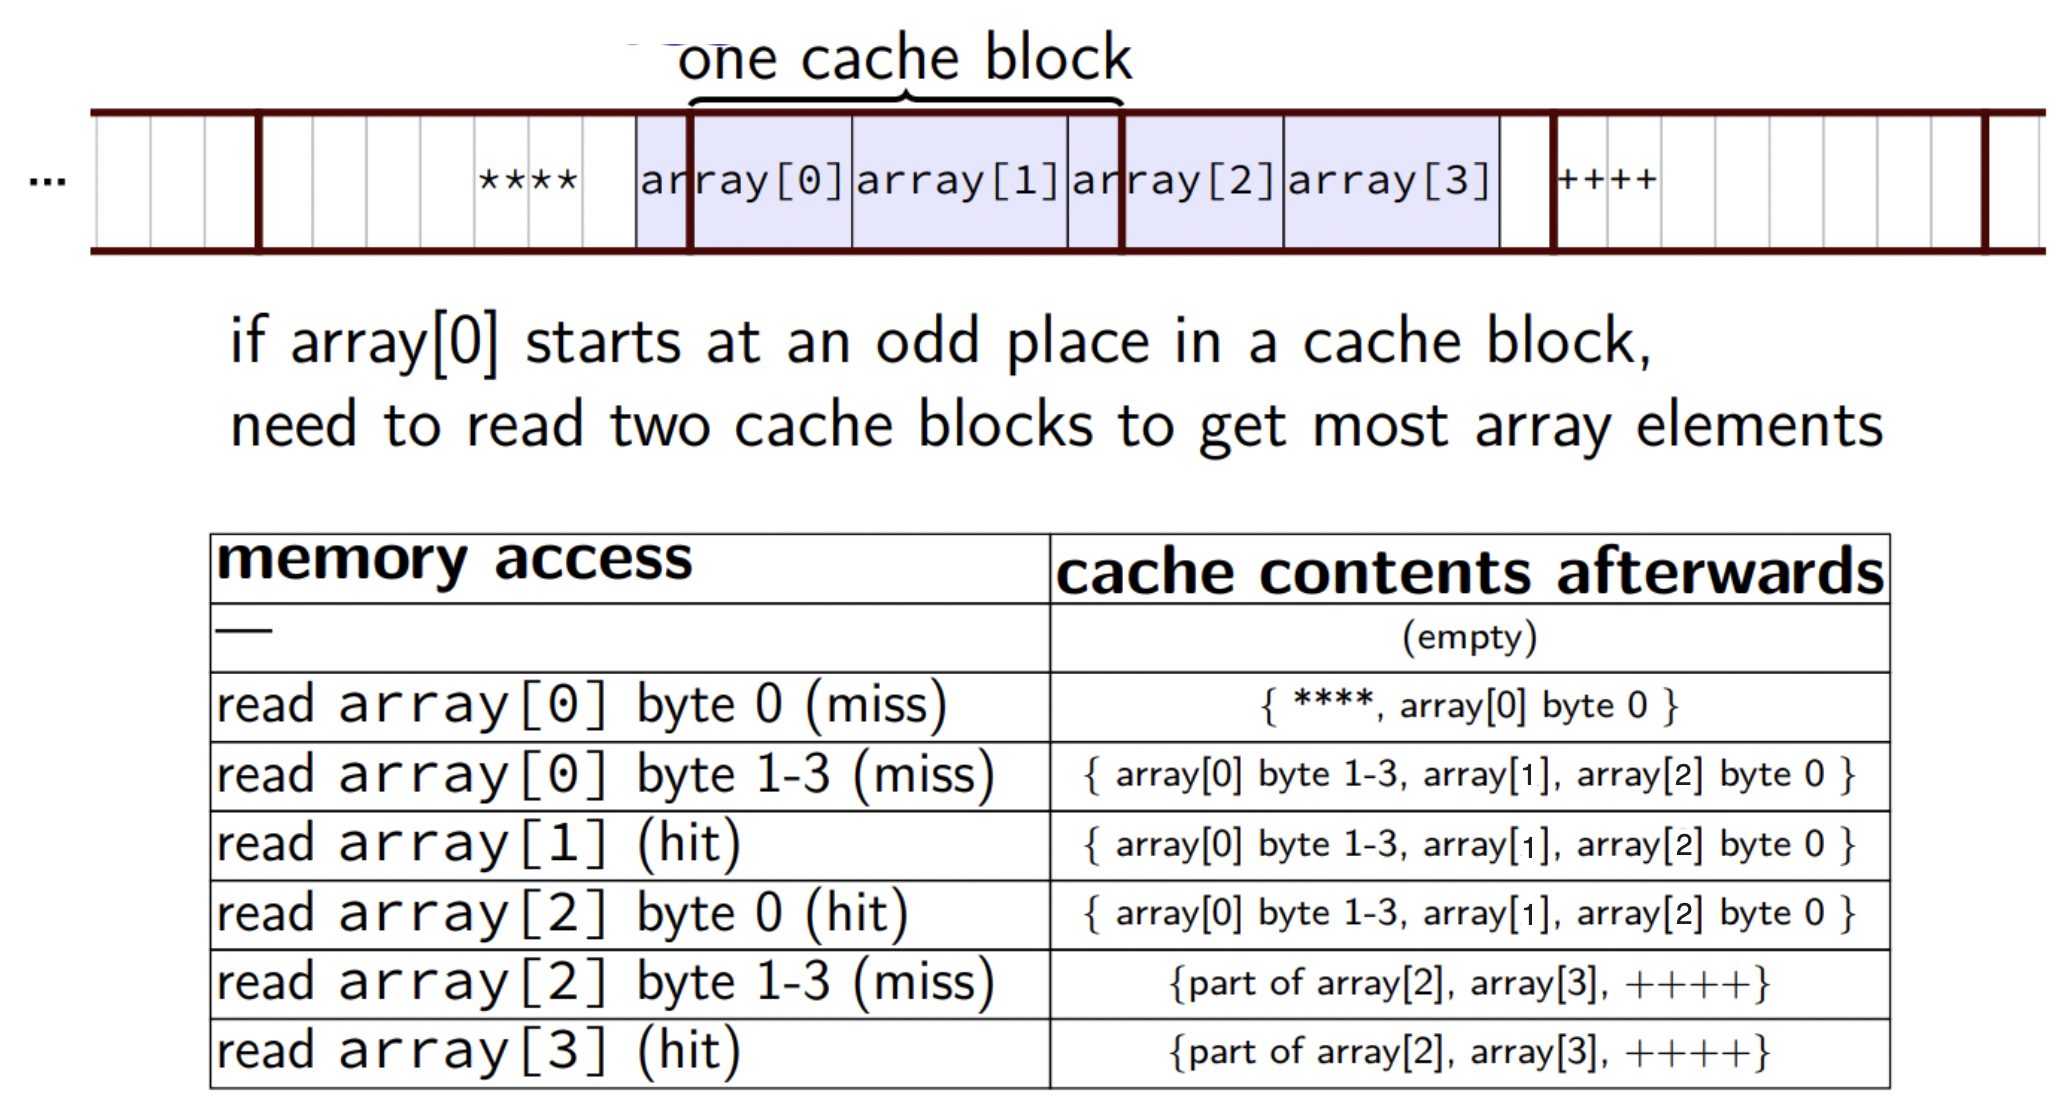 one cache block
... **** array[0] array[1] array[2] array[3] ++++
if array[0] starts at an odd place in a cache block,
need to read two cache blocks to get most array elements
memory access cache contents afterwards
— (empty)
read array[0] byte 0 (miss) { ****, array[0] byte 0 }
read array[0] byte 1-3 (miss) { array[0] byte 1-3, array[1], array[2] byte 0 }
read array[1] (hit) { array[0] byte 1-3, array[1], array[2] byte 0 }
read array[2] byte 0 (hit) { array[0] byte 1-3, array[1], array[2] byte 0 }
read array[2] byte 1-3 (miss) {part of array[2], array[3], ++++}
read array[3] (hit) {part of array[2], array[3], ++++}